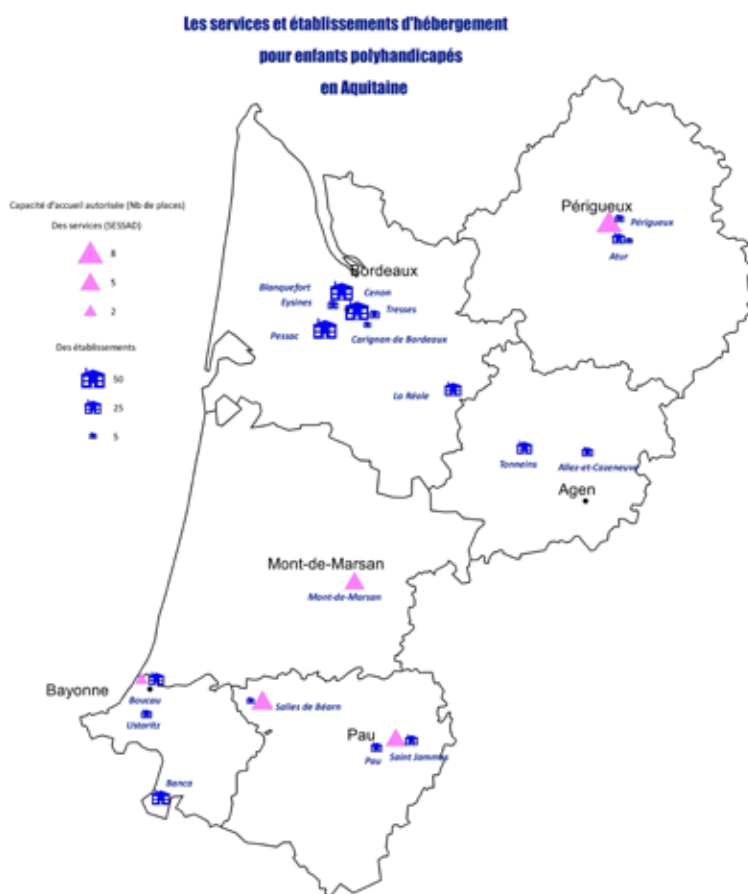 Les services et établissements d'hébergement
pour enfants polyhandicapés
en Aquitaine
Capacité d'accueil autorisée (Nb de places)
Des services (SESSAD)
8
5
2
Des établissements
50
25
5
Périgueux
Périgueux
Atur
Bordeaux
Blanquefort
Cenon
Eysines
Tresses
Pessac
Carignan de Bordeaux
La Réole
Tonneins
Allez-et-Cazeneuve
Agen
Mont-de-Marsan
Mont-de-Marsan
Bayonne
Boucau
Ustaritz
Salies de Béarn
Pau
Pau
Saint Jammes
Banca